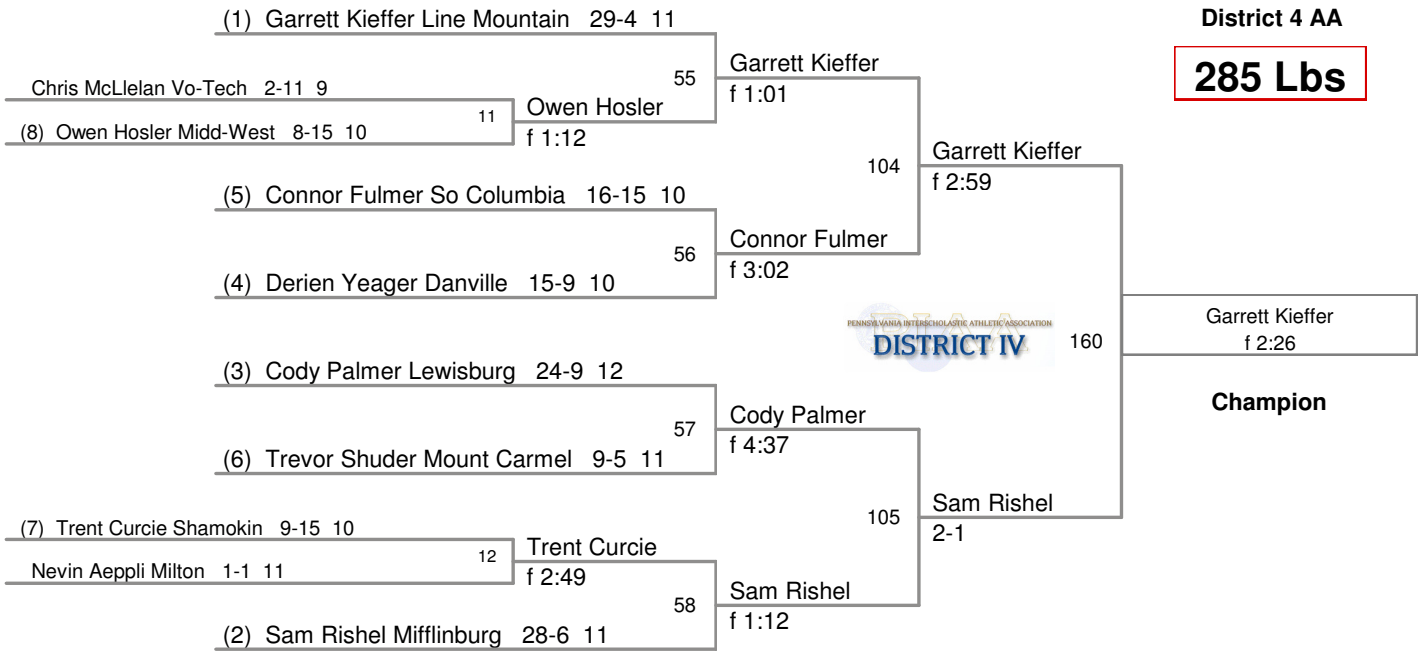 District 4 AA
285 Lbs
(1) Garrett Kieffer Line Mountain 29-4 11
55
Garrett Kieffer
f 1:01
Chris McLlelan Vo-Tech 2-11 9
11
Owen Hosler
f 1:12
(8) Owen Hosler Midd-West 8-15 10
104
Garrett Kieffer
f 2:59
(5) Connor Fulmer So Columbia 16-15 10
56
Connor Fulmer
f 3:02
(4) Derien Yeager Danville 15-9 10
PENNSYLVANIA INTERSCHOLASTIC ATHLETIC ASSOCIATION
PIAA
DISTRICT IV
160
Garrett Kieffer
f 2:26
Champion
(3) Cody Palmer Lewisburg 24-9 12
57
Cody Palmer
f 4:37
(6) Trevor Shuder Mount Carmel 9-5 11
105
Sam Rishel
2-1
(7) Trent Curcie Shamokin 9-15 10
12
Trent Curcie
f 2:49
Nevin Aeppli Milton 1-1 11
58
Sam Rishel
f 1:12
(2) Sam Rishel Mifflinburg 28-6 11